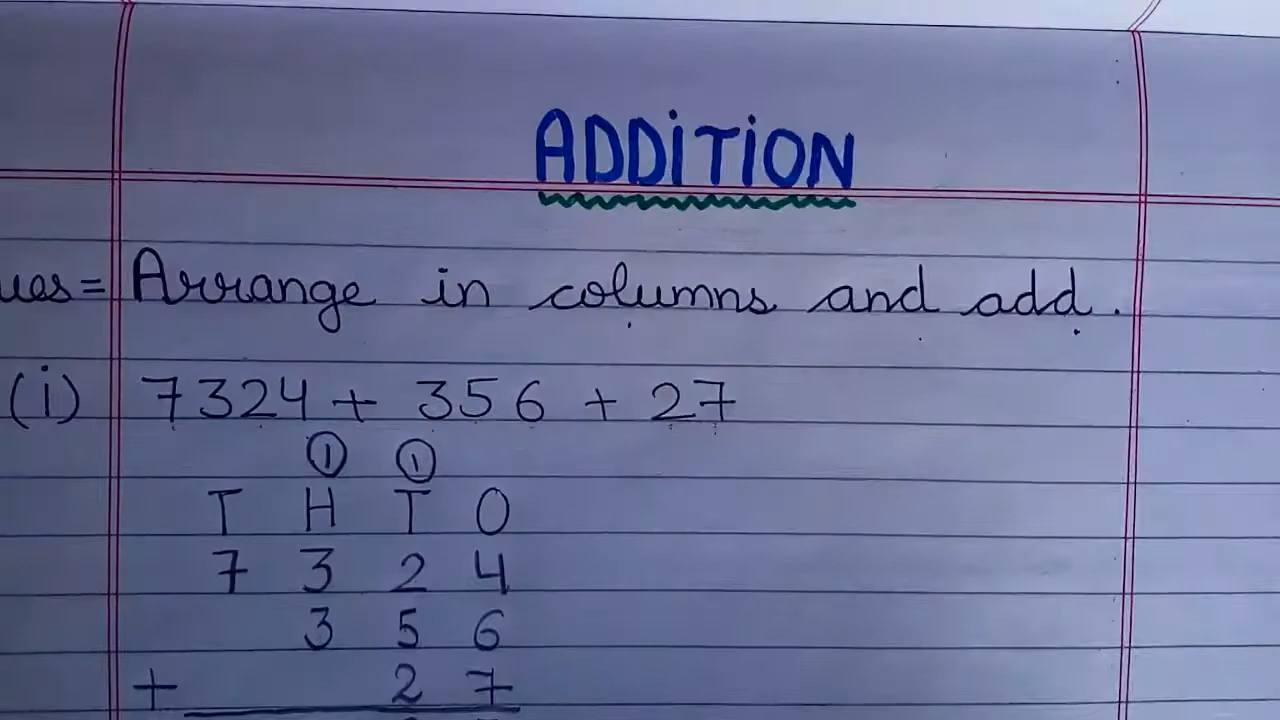 ADDiTiON
ues= Arrange in columns and add.
(i) 7324 + 356 + 27
① ①
T H T O
7 3 2 4
3 5 6
+ 2 7